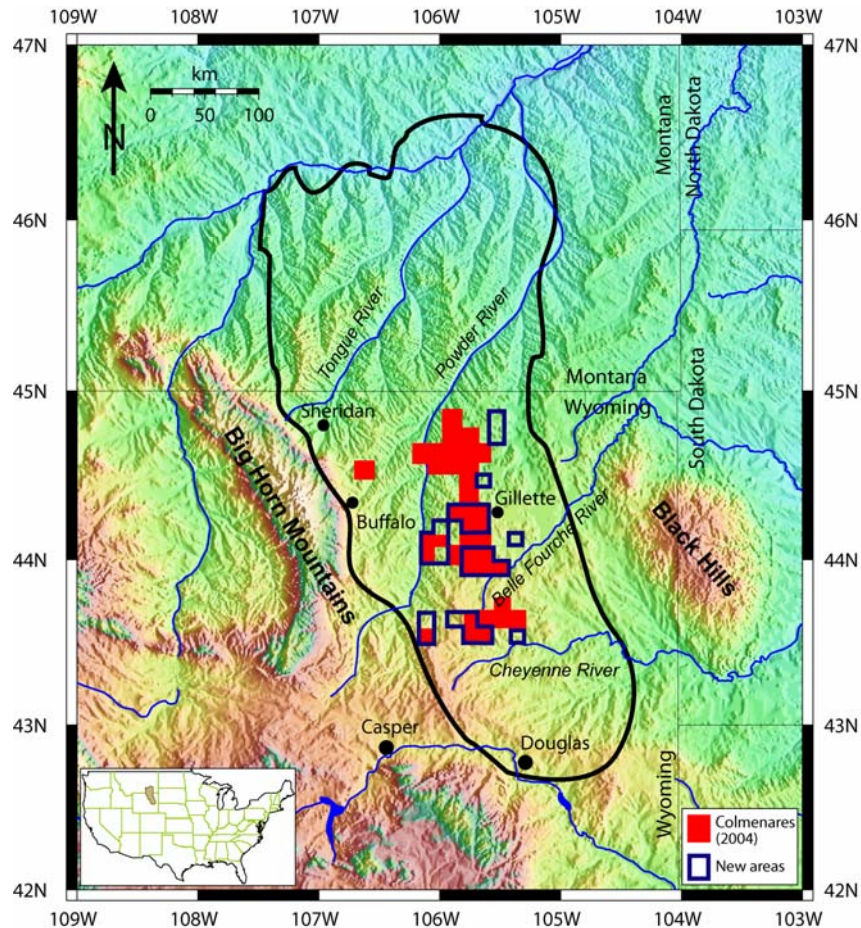 109W
108W
107W
106W
105W
104W
103W
47N
47N
km
0
50
100
N
Montana
North Dakota
46N
46N
Tongue River
Powder River
45N
45N
Montana
Wyoming
South Dakota
Sheridan
Big Horn Mountains
Gillette
Buffalo
Belle Fourche River
Black Hills
44N
44N
Cheyenne River
43N
43N
Casper
Douglas
Wyoming
Colmenares
(2004)
New areas
42N
42N
109W
108W
107W
106W
105W
104W
103W